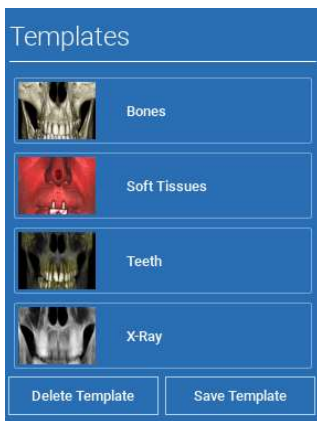 Templates
Bones
Soft Tissues
Teeth
X-Ray
Delete Template
Save Template